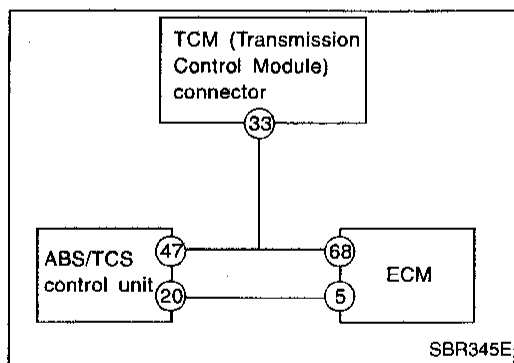 TCM (Transmission
Control Module)
connector
33
47
68
ABS/TCS
control unit
ECM
20
5
SBR345E